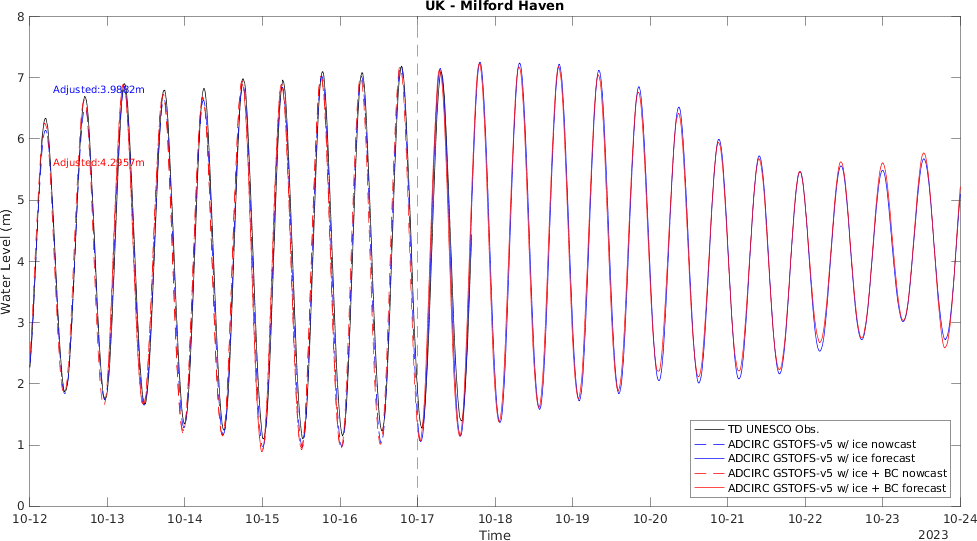 UK - Milford Haven
8
7
6
5
4
3
2
1
0
Water Level (m)
Adjusted:3.9882m
Adjusted:4.2957m
TD UNESCO Obs.
ADCIRC GSTOFS-v5 w/ ice nowcast
ADCIRC GSTOFS-v5 w/ ice forecast
ADCIRC GSTOFS-v5 w/ ice + BC nowcast
ADCIRC GSTOFS-v5 w/ ice + BC forecast
10-12 10-13 10-14 10-15 10-16 10-17 10-18 10-19 10-20 10-21 10-22 10-23 10-24
Time 2023